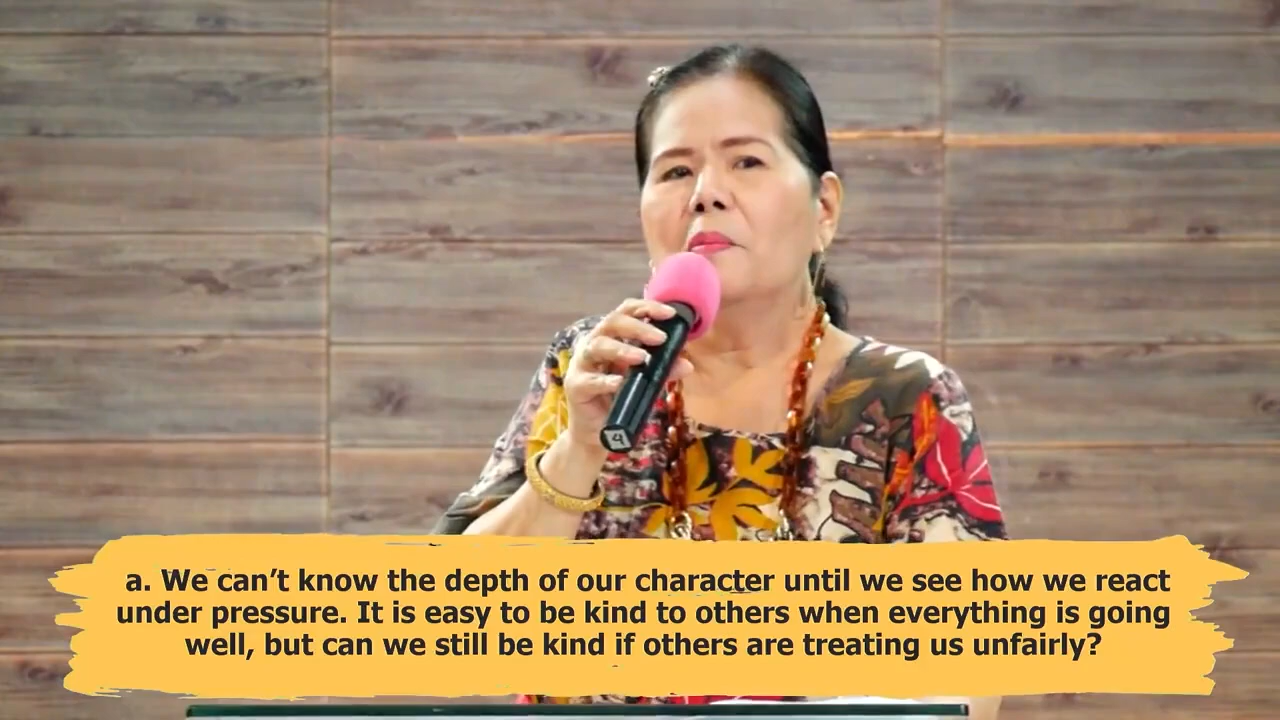 4
a. We can't know the depth of our character until we see how we react
under pressure. It is easy to be kind to others when everything is going
well, but can we still be kind if others are treating us unfairly?